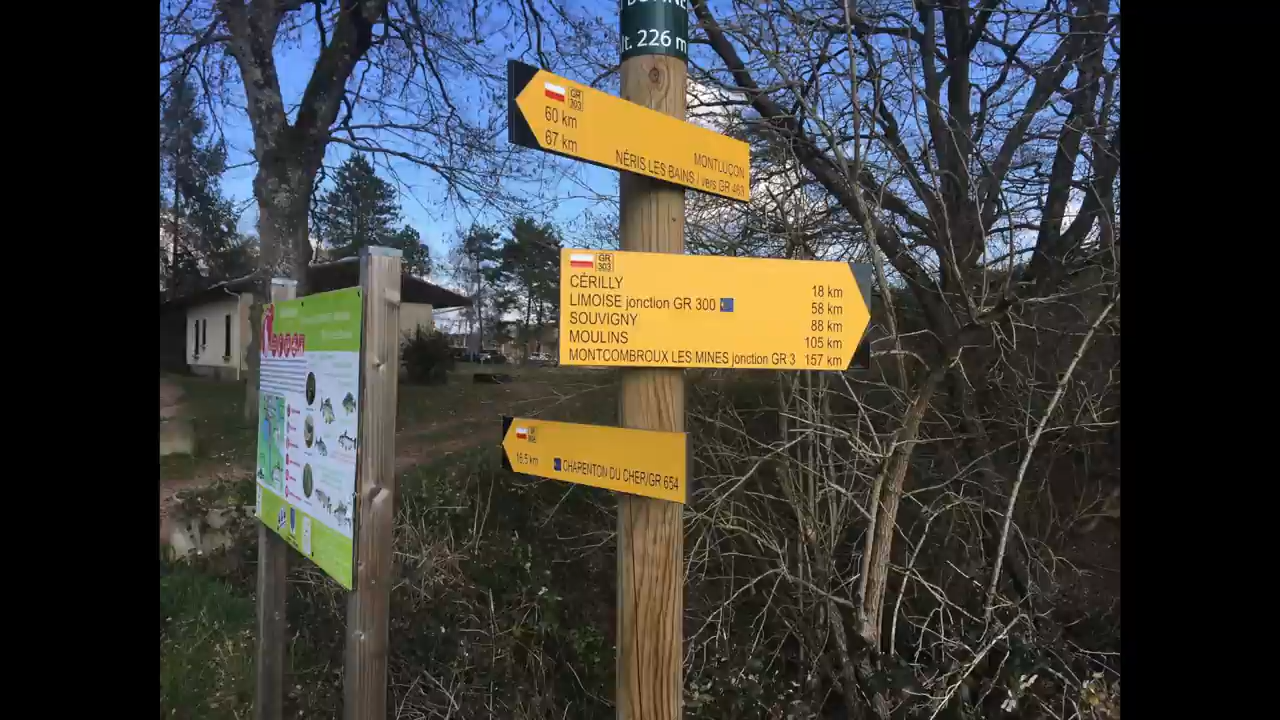 lt. 226 m
GR
303
60 km MONTLUÇON
67 km NÉRIS LES BAINS / vers GR 463
GR
303
CÉRILLY 18 km
LIMOISE jonction GR 300 58 km
SOUVIGNY 88 km
MOULINS 105 km
MONTCOMBROUX LES MINES jonction GR 3 157 km
16.5 km CHARENTON DU CHER/GR 654